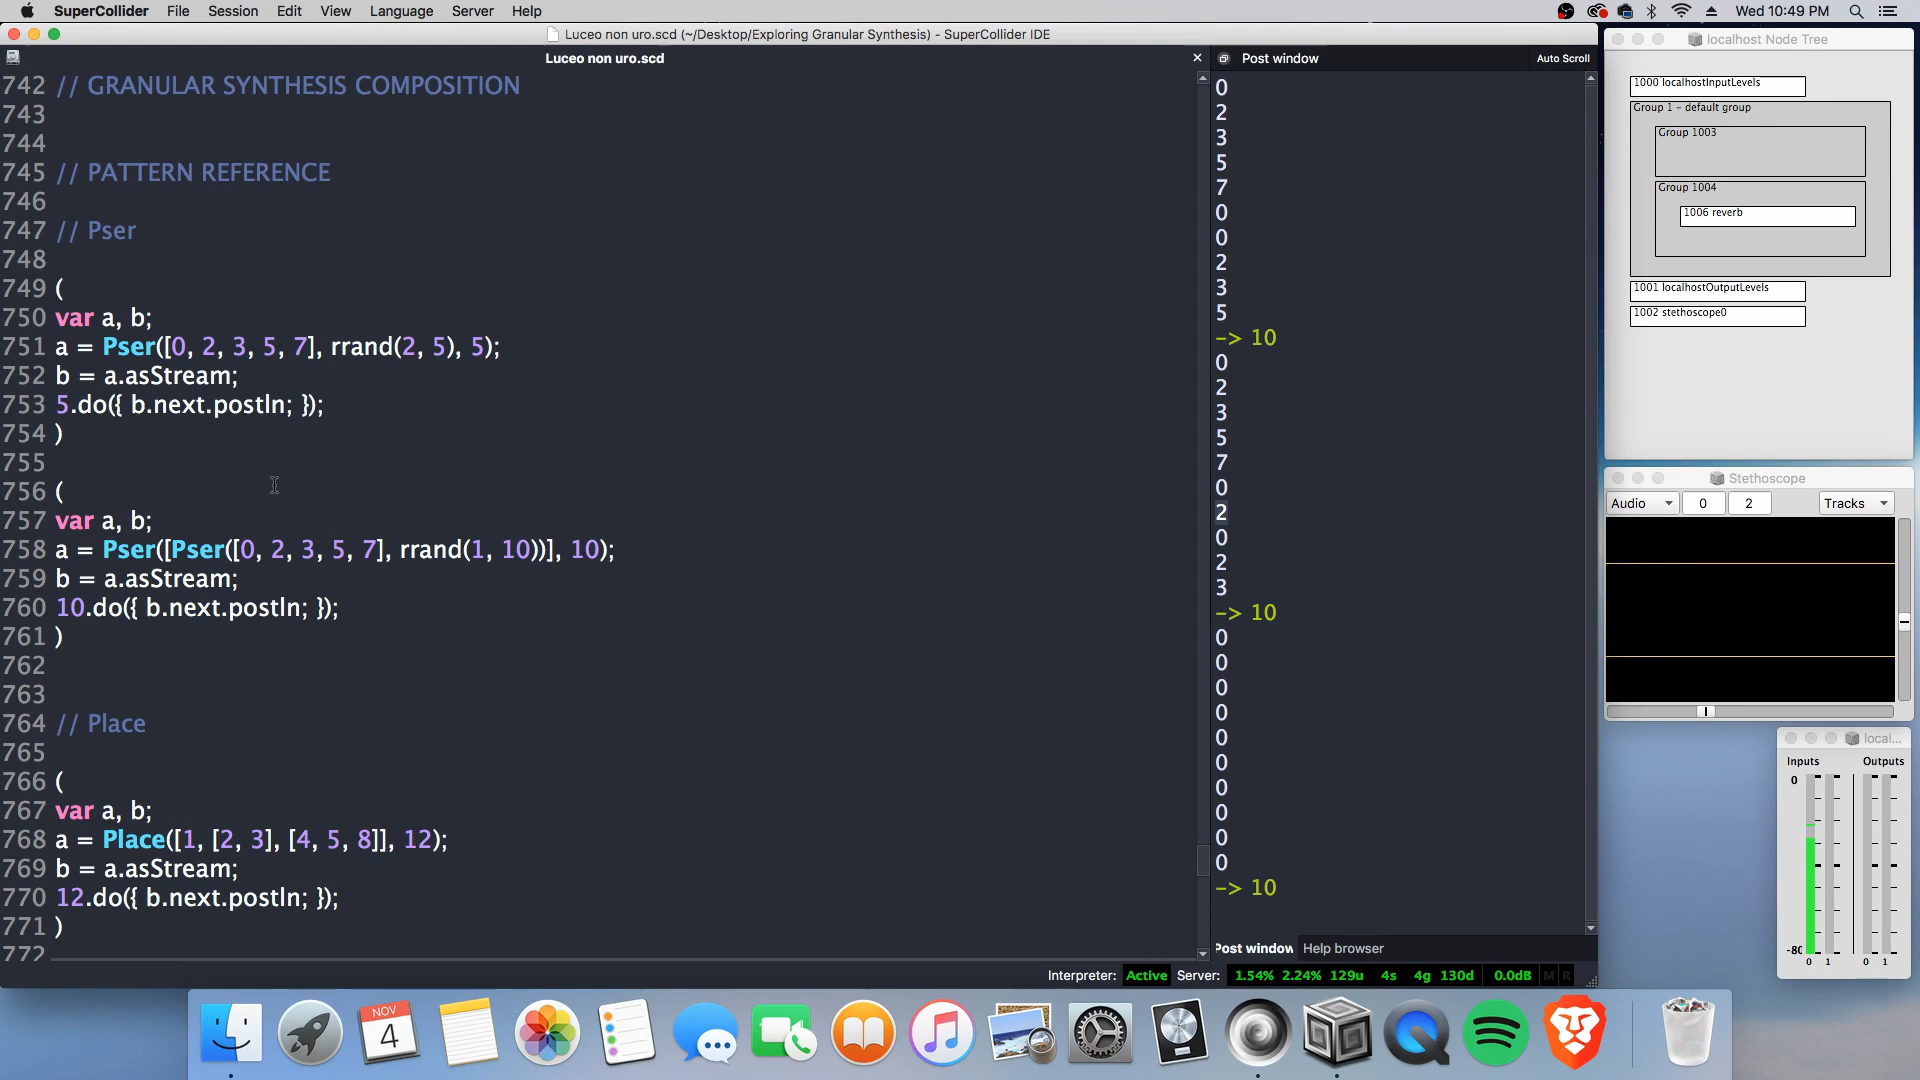 SuperCollider File Session Edit View Language Server Help
Wed 10:49 PM
Luceo non uro.scd (~/Desktop/Exploring Granular Synthesis) - SuperCollider IDE
Luceo non uro.scd
742 // GRANULAR SYNTHESIS COMPOSITION
743
744
745 // PATTERN REFERENCE
746
747 // Pser
748
749 (
750 var a, b;
751 a = Pser([0, 2, 3, 5, 7], rrand(2, 5), 5);
752 b = a.asStream;
753 5.do({ b.next.postln; });
754 )
755
756 (
757 var a, b;
758 a = Pser([Pser([0, 2, 3, 5, 7], rrand(1, 10))], 10);
759 b = a.asStream;
760 10.do({ b.next.postln; });
761 )
762
763
764 // Place
765
766 (
767 var a, b;
768 a = Place([1, [2, 3], [4, 5, 8]], 12);
769 b = a.asStream;
770 12.do({ b.next.postln; });
771 )
772
Post window Auto Scroll
0
2
3
5
7
0
0
2
3
5
-> 10
0
2
3
5
7
0
2
0
2
3
-> 10
0
0
0
0
0
0
0
0
0
0
-> 10
Post window Help browser
Interpreter: Active Server: 1.54% 2.24% 129u 4s 4g 130d 0.0dB M R
localhost Node Tree
1000 localhostInputLevels
Group 1 - default group
Group 1003
Group 1004
1006 reverb
1001 localhostOutputLevels
1002 stethoscope0
Stethoscope
Audio 0 2 Tracks
local...
Inputs Outputs
0
-80
0 1 0 1
NOV
4